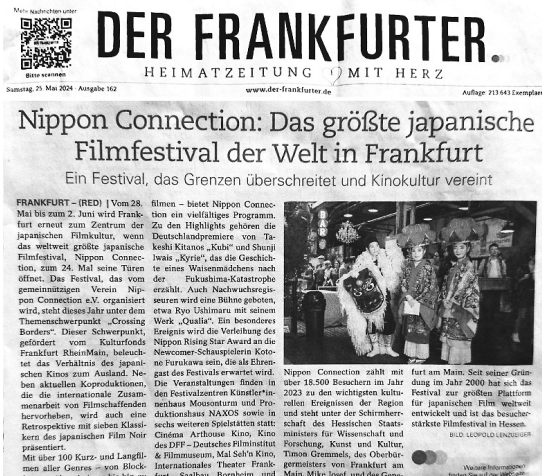 Mehr Nachrichten unter
Bitte scannen
DER FRANKFURTER.
HEIMATZEITUNG MIT HERZ
Samstag, 25. Mai 2024 · Ausgabe 162
www.der-frankfurter.de
Auflage 213.643 Exemplare
Nippon Connection: Das größte japanische
Filmfestival der Welt in Frankfurt
Ein Festival, das Grenzen überschreitet und Kinokultur vereint
FRANKFURT – (RED) | Vom 28.
Mai bis zum 2. Juni wird Frank-
furt erneut zum Zentrum der
japanischen Filmkultur, wenn
das weltweit größte japanische
Filmfestival, Nippon Connec-
tion, zum 24. Mal seine Türen
öffnet. Das Festival, das vom
gemeinnützigen Verein Nip-
pon Connection e.V. organisiert
wird, steht dieses Jahr unter dem
Themenschwerpunkt „Crossing
Borders“. Dieser Schwerpunkt,
gefördert vom Kulturfonds
Frankfurt RheinMain, beleuch-
tet das Verhältnis des japani-
schen Kinos zum Ausland. Ne-
ben aktuellen Koproduktionen,
die die internationale Zusam-
menarbeit von Filmschaffenden
hervorheben, wird auch eine
Retrospektive mit sieben Klassi-
kern des japanischen Film Noir
präsentiert.
Mit über 100 Kurz- und Langfil-
men aller Genres – von Block-
filmen – bietet Nippon Connec-
tion ein vielfältiges Programm.
Zu den Highlights gehören die
Deutschlandpremiere von Ta-
keshi Kitanos „Kubi“ und Shunji
Iwais „Kyrie“, das die Geschich-
te eines Waisenmädchens nach
der Fukushima-Katastrophe
erzählt. Auch Nachwuchsregis-
seuren wird eine Bühne geboten,
etwa Ryo Ushimaru mit seinem
Werk „Qualia“. Ein besonderes
Ereignis wird die Verleihung des
Nippon Rising Star Award an die
Newcomer-Schauspielerin Koto-
ne Furukawa sein, die als Ehren-
gast des Festivals erwartet wird.
Die Veranstaltungen finden in
den Festivalzentren Künstler*in-
nenhaus Mousonturm und Pro-
duktionshaus NAXOS sowie in
sechs weiteren Spielstätten statt:
Cinéma Arthouse Kino, Kino
des DFF – Deutsches Filminstitut
& Filmmuseum, Mal Seh'n Kino,
Internationales Theater Frank-
furt, Saalbau Bornheim und
Nippon Connection zählt mit
über 18.500 Besuchern im Jahr
2023 zu den wichtigsten kultu-
rellen Ereignissen der Region
und steht unter der Schirmherr-
schaft des Hessischen Staats-
ministers für Wissenschaft und
Forschung, Kunst und Kultur,
Timon Gremmels, des Oberbür-
germeisters von Frankfurt am
Main, Mike Josef, und des Gene-
furt am Main. Seit seiner Grün-
dung im Jahr 2000 hat sich das
Festival zur größten Plattform
für japanischen Film weltweit
entwickelt und ist das besucher-
stärkste Filmfestival in Hessen.
BILD: LEOPOLD LENZGEIGER
Weitere Informationen